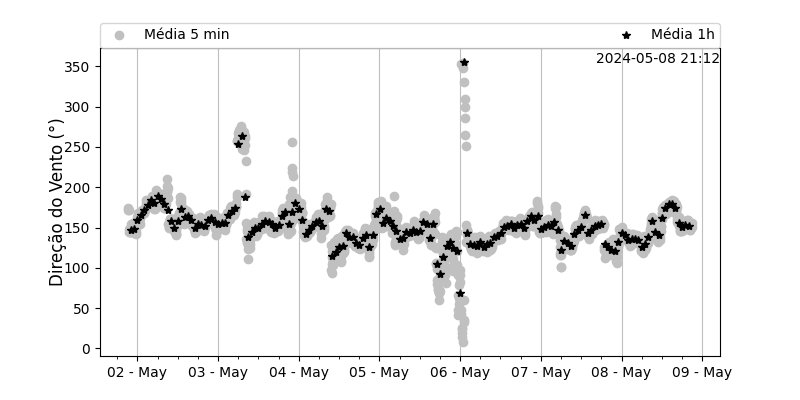 Média 5 min
Média 1h
2024-05-08 21:12
Direção do Vento (°)
350
300
250
200
150
100
50
0
02 - May 03 - May 04 - May 05 - May 06 - May 07 - May 08 - May 09 - May